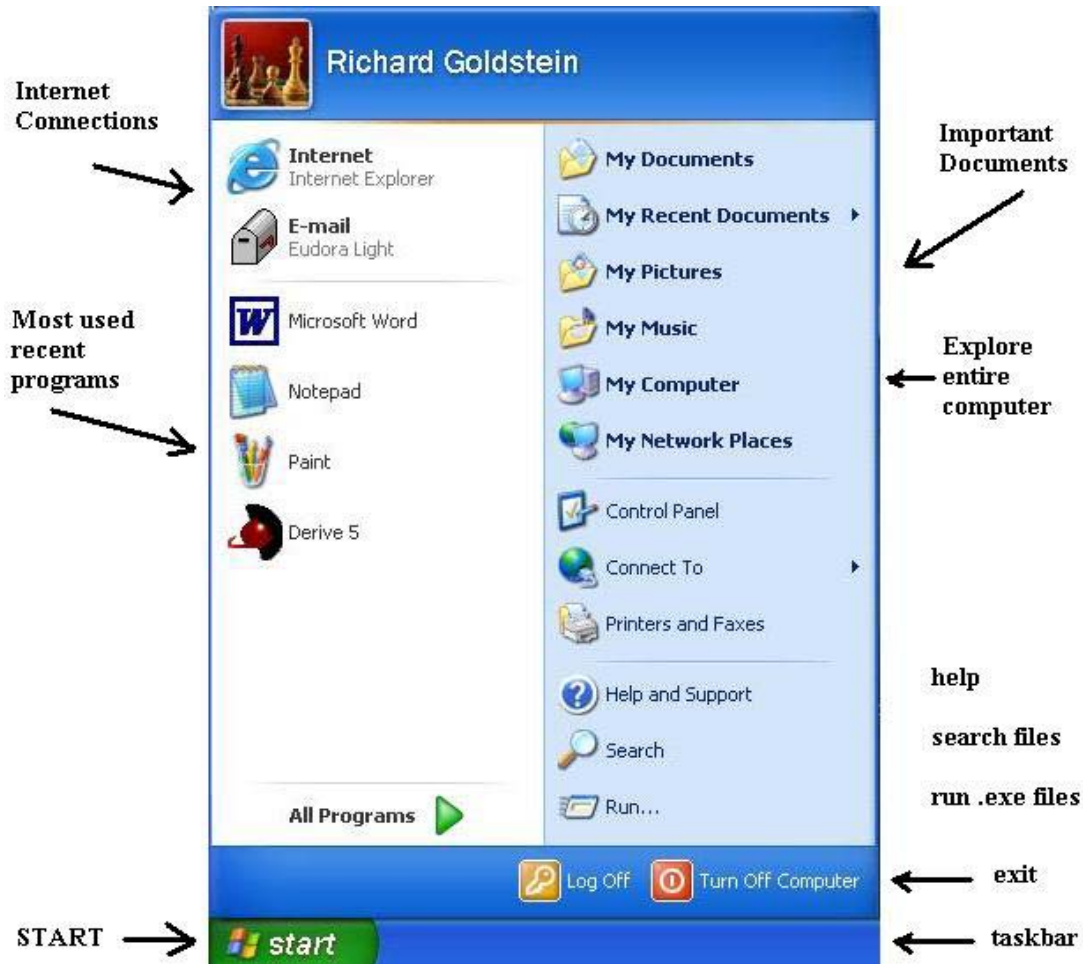 Richard Goldstein
Internet
Connections
Internet
Internet Explorer
E-mail
Eudora Light
Most used
recent
programs
Microsoft Word
Notepad
Paint
Derive 5
All Programs
My Documents
My Recent Documents
My Pictures
My Music
My Computer
My Network Places
Control Panel
Connect To
Printers and Faxes
Help and Support
Search
Run...
Important
Documents
Explore
entire
computer
help
search files
run .exe files
Log Off
Turn Off Computer
exit
START
start
taskbar